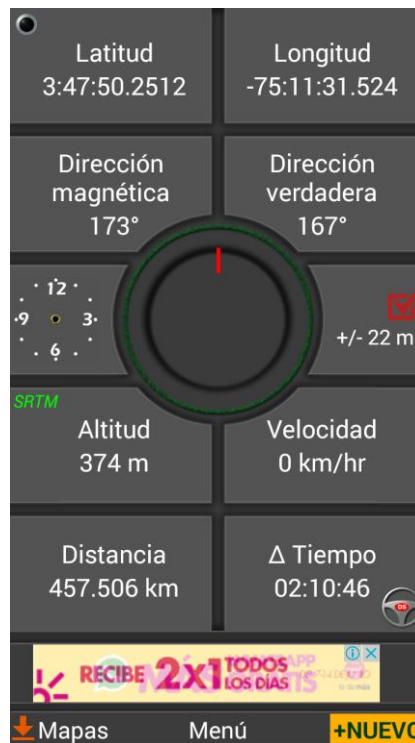 Latitud
3:47:50.2512
Longitud
-75:11:31.524
Dirección
magnética
173°
Dirección
verdadera
167°
12
9
3
6
+/- 22 m
SRTM
Altitud
374 m
Velocidad
0 km/hr
Distancia
457.506 km
Δ Tiempo
02:10:46
DS
RECIBE 2X1 TODOS
LOS DÍAS
Mapas
Menú
+NUEVO